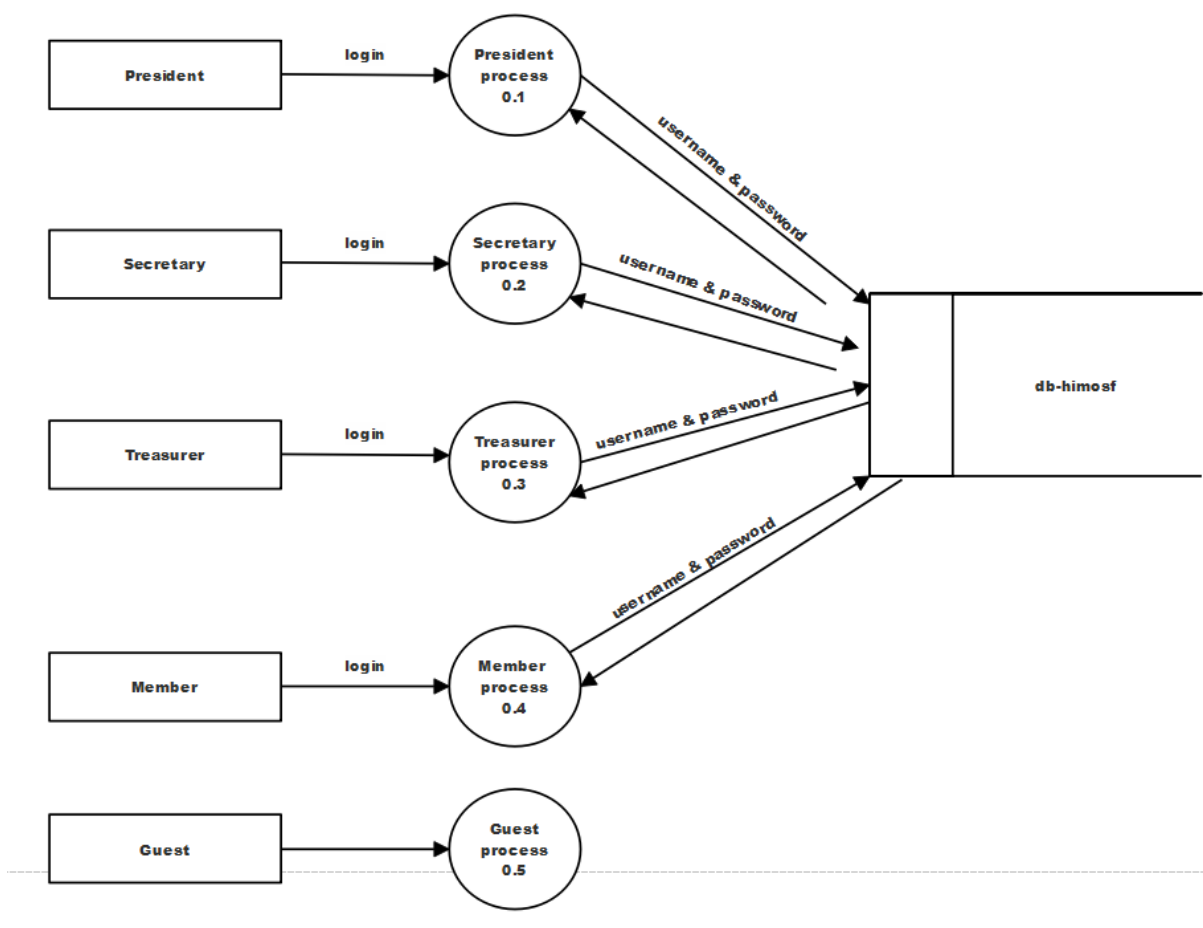 login
President
President
process
0.1
username & password
login
Secretary
Secretary
process
0.2
username & password
db-himosf
login
Treasurer
Treasurer
process
0.3
username & password
username & password
login
Member
Member
process
0.4
Guest
Guest
process
0.5